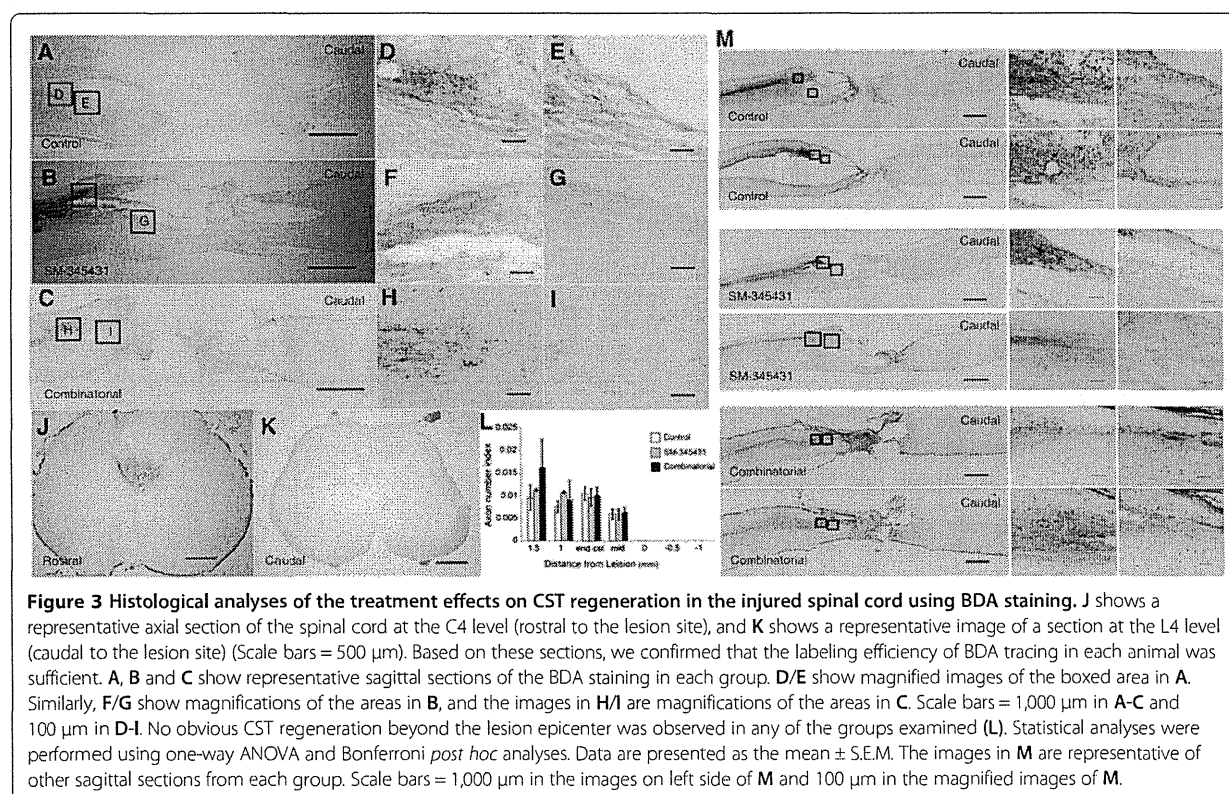 A
Caudal
D
E
Control
D
E
B
Caudal
G
SM-345431
F
G
C
Caudal
H
I
Combinatorial
H
I
J
Rostral
K
Caudal
L
Axon number index
0.025
0.02
0.015
0.01
0.005
0
Control
SM-345431
Combinatorial
1.5 1 end cst mid 0 -0.5 -1
Distance from Leision (mm)
M
Caudal
Control
Caudal
Control
Caudal
SM-345431
Caudal
SM-345431
Caudal
Combinatorial
Caudal
Combinatorial
Figure 3 Histological analyses of the treatment effects on CST regeneration in the injured spinal cord using BDA staining. J shows a
representative axial section of the spinal cord at the C4 level (rostral to the lesion site), and K shows a representative image of a section at the L4 level
(caudal to the lesion site) (Scale bars = 500 μm). Based on these sections, we confirmed that the labeling efficiency of BDA tracing in each animal was
sufficient. A, B and C show representative sagittal sections of the BDA staining in each group. D/E show magnified images of the boxed area in A.
Similarly, F/G show magnifications of the areas in B, and the images in H/I are magnifications of the areas in C. Scale bars = 1,000 μm in A-C and
100 μm in D-I. No obvious CST regeneration beyond the lesion epicenter was observed in any of the groups examined (L). Statistical analyses were
performed using one-way ANOVA and Bonferroni post hoc analyses. Data are presented as the mean ± S.E.M. The images in M are representative of
other sagittal sections from each group. Scale bars = 1,000 μm in the images on left side of M and 100 μm in the magnified images of M.